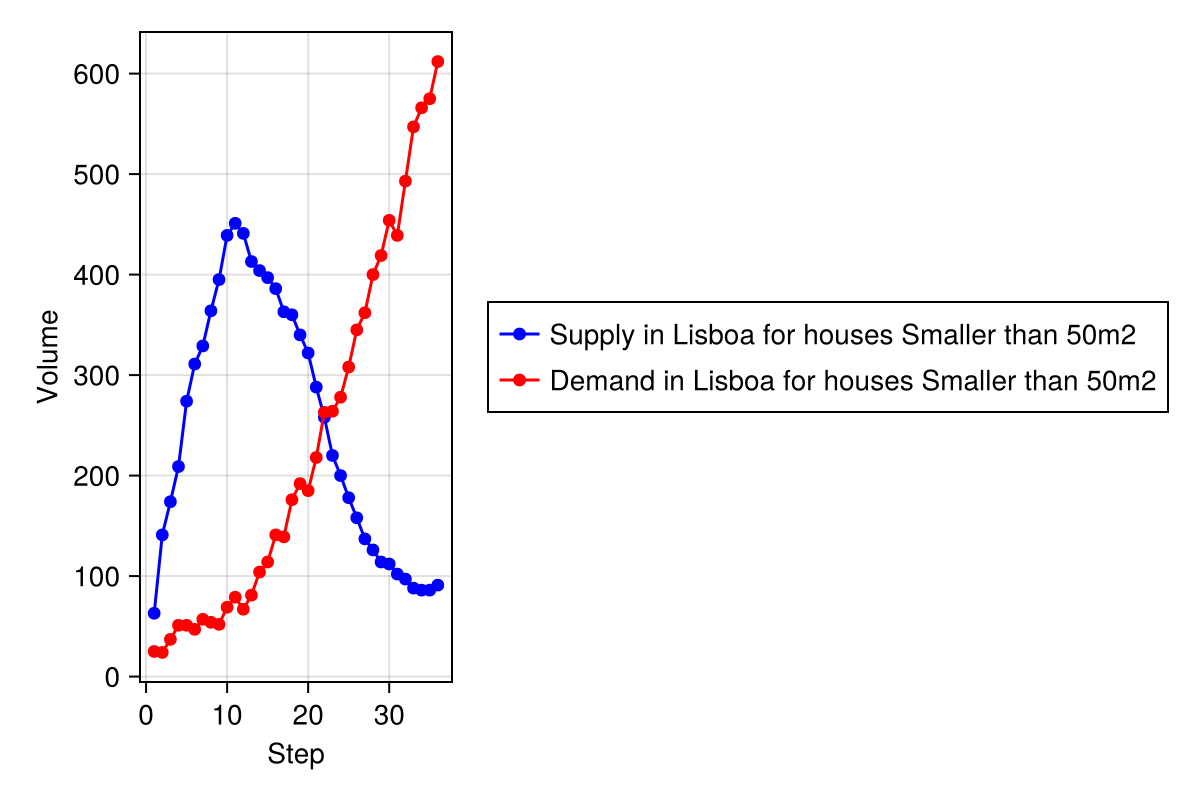 600
500
400
300
200
100
0
Volume
0 10 20 30
Step
Supply in Lisboa for houses Smaller than 50m2
Demand in Lisboa for houses Smaller than 50m2